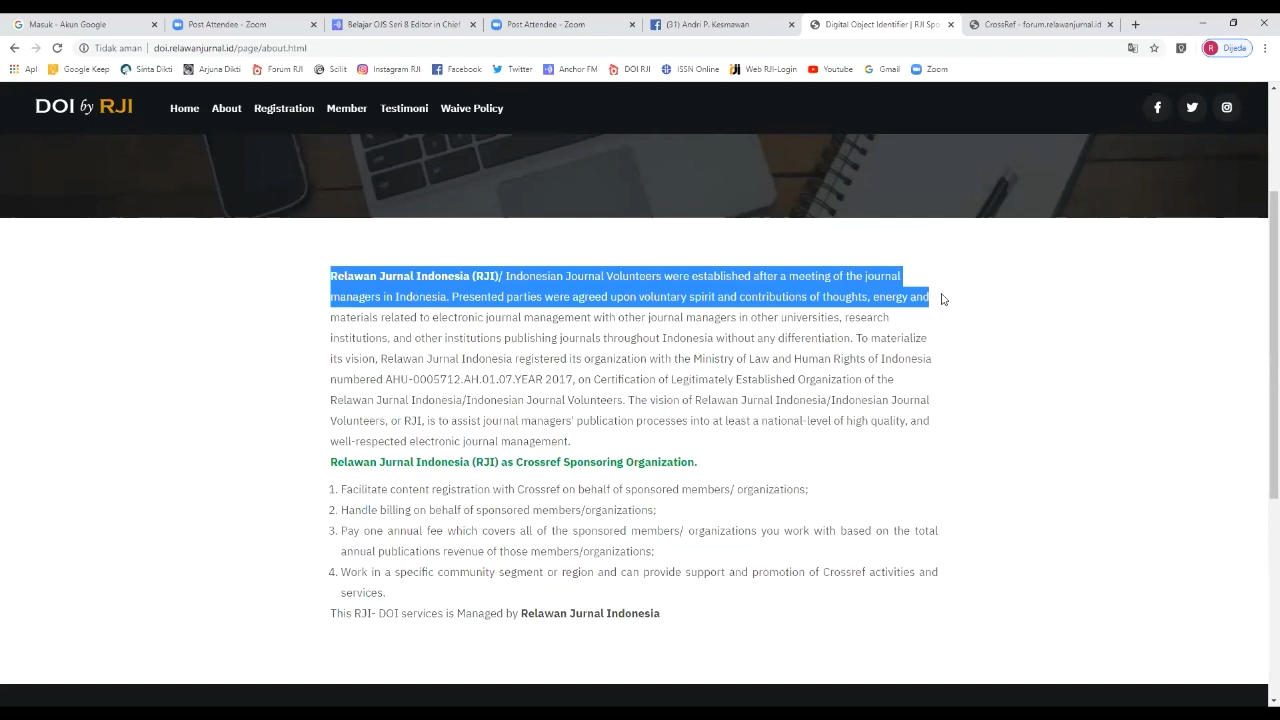 Masuk - Akun Google
Post Attendee - Zoom
Belajar OJS Seri 8 Editor in Chief
Post Attendee - Zoom
(31) Andri P. Kesmawan
Digital Object Identifier | RJI Spo
CrossRef - forum.relawanjurnal.id
Tidak aman | doi.relawanjurnal.id/page/about.html
R Dijeda
Apl Google Keep Sinta Dikti Arjuna Dikti Forum RJI Scilit Instagram RJI Facebook Twitter Anchor FM DOI RJI ISSN Online Web RJI-Login Youtube Gmail Zoom
DOI by RJI Home About Registration Member Testimoni Waive Policy
Relawan Jurnal Indonesia (RJI)/ Indonesian Journal Volunteers were established after a meeting of the journal
managers in Indonesia. Presented parties were agreed upon voluntary spirit and contributions of thoughts, energy and
materials related to electronic journal management with other journal managers in other universities, research
institutions, and other institutions publishing journals throughout Indonesia without any differentiation. To materialize
its vision, Relawan Jurnal Indonesia registered its organization with the Ministry of Law and Human Rights of Indonesia
numbered AHU-0005712.AH.01.07.YEAR 2017, on Certification of Legitimately Established Organization of the
Relawan Jurnal Indonesia/Indonesian Journal Volunteers. The vision of Relawan Jurnal Indonesia/Indonesian Journal
Volunteers, or RJI, is to assist journal managers' publication processes into at least a national-level of high quality, and
well-respected electronic journal management.
Relawan Jurnal Indonesia (RJI) as Crossref Sponsoring Organization.
1. Facilitate content registration with Crossref on behalf of sponsored members/ organizations;
2. Handle billing on behalf of sponsored members/organizations;
3. Pay one annual fee which covers all of the sponsored members/ organizations you work with based on the total
annual publications revenue of those members/organizations;
4. Work in a specific community segment or region and can provide support and promotion of Crossref activities and
services.
This RJI- DOI services is Managed by Relawan Jurnal Indonesia